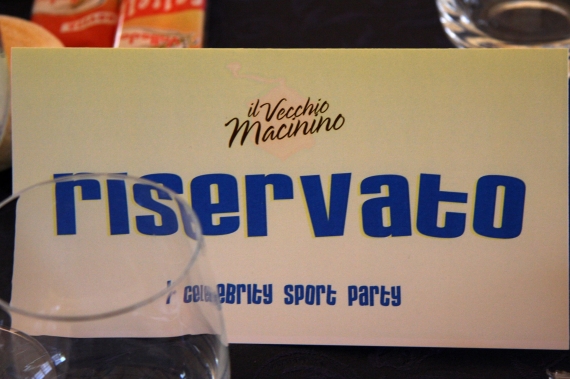 il Vecchio
Macinino
riservato
celebrity sport party